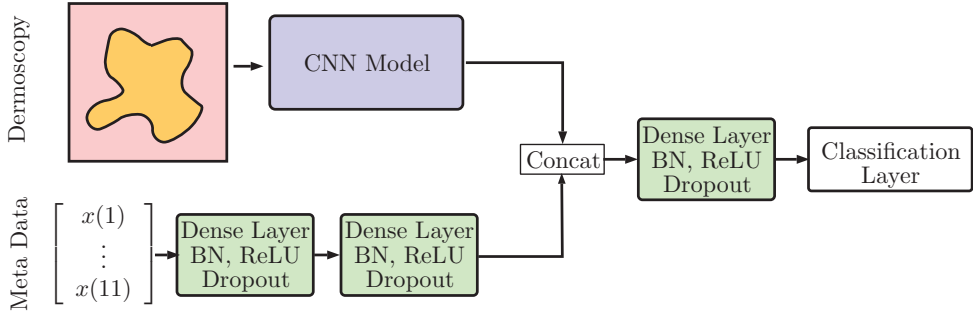 Dermoscopy
CNN Model
Concat
Dense Layer
BN, ReLU
Dropout
Classification
Layer
Meta Data
x(1)
⋮
x(11)
Dense Layer
BN, ReLU
Dropout
Dense Layer
BN, ReLU
Dropout